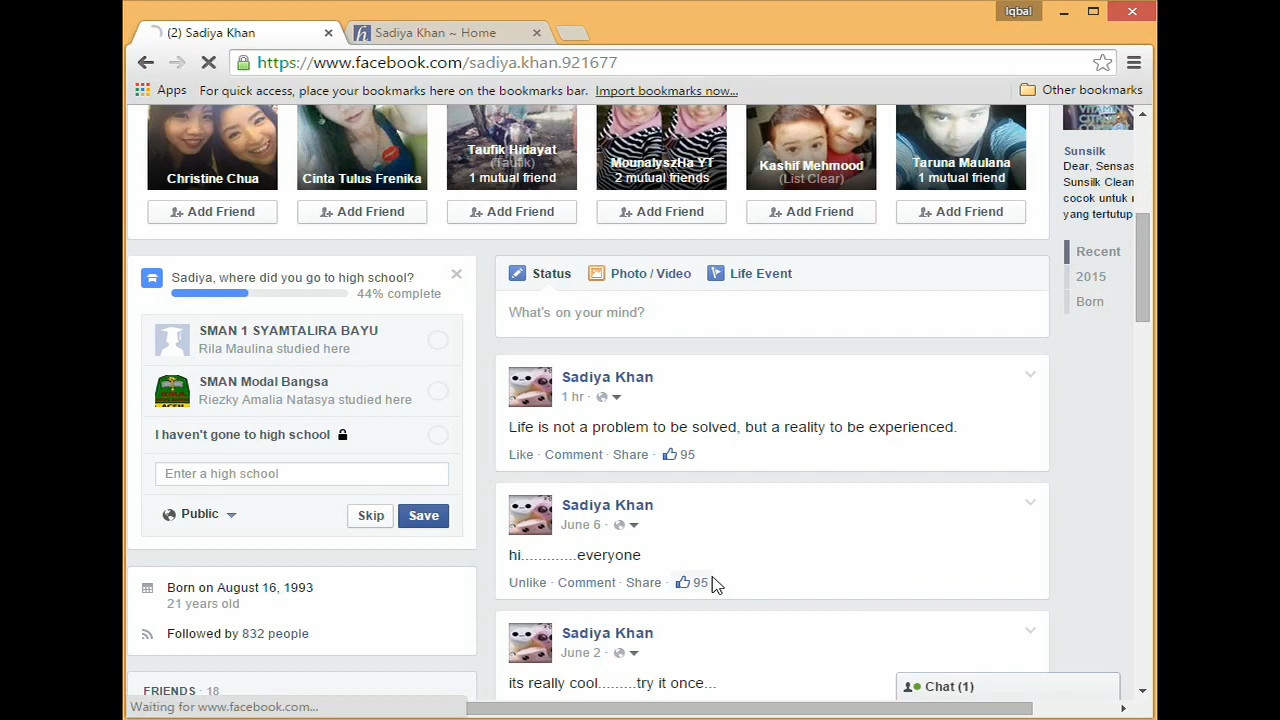 Iqbal
(2) Sadiya Khan
Sadiya Khan ~ Home
https://www.facebook.com/sadiya.khan.921677
Apps
For quick access, place your bookmarks here on the bookmarks bar. Import bookmarks now...
Other bookmarks
Christine Chua
Add Friend
Cinta Tulus Frenika
Add Friend
Taufik Hidayat
(Taufik)
1 mutual friend
Add Friend
MounalyszHa YT
2 mutual friends
Add Friend
Kashif Mehmood
(List Clear)
Add Friend
Taruna Maulana
1 mutual friend
Add Friend
Sunsilk
Dear, Sensas
Sunsilk Clean
cocok untuk r
yang tertutup
Recent
2015
Born
Sadiya, where did you go to high school?
44% complete
SMAN 1 SYAMTALIRA BAYU
Rila Maulina studied here
SMAN Modal Bangsa
Riezky Amalia Natasya studied here
I haven't gone to high school
Enter a high school
Public
Skip
Save
Born on August 16, 1993
21 years old
Followed by 832 people
FRIENDS · 18
Status
Photo / Video
Life Event
What's on your mind?
Sadiya Khan
1 hr ·
Life is not a problem to be solved, but a reality to be experienced.
Like · Comment · Share · 95
Sadiya Khan
June 6 ·
hi............everyone
Unlike · Comment · Share · 95
Sadiya Khan
June 2 ·
its really cool.........try it once...
Chat (1)
Waiting for www.facebook.com...